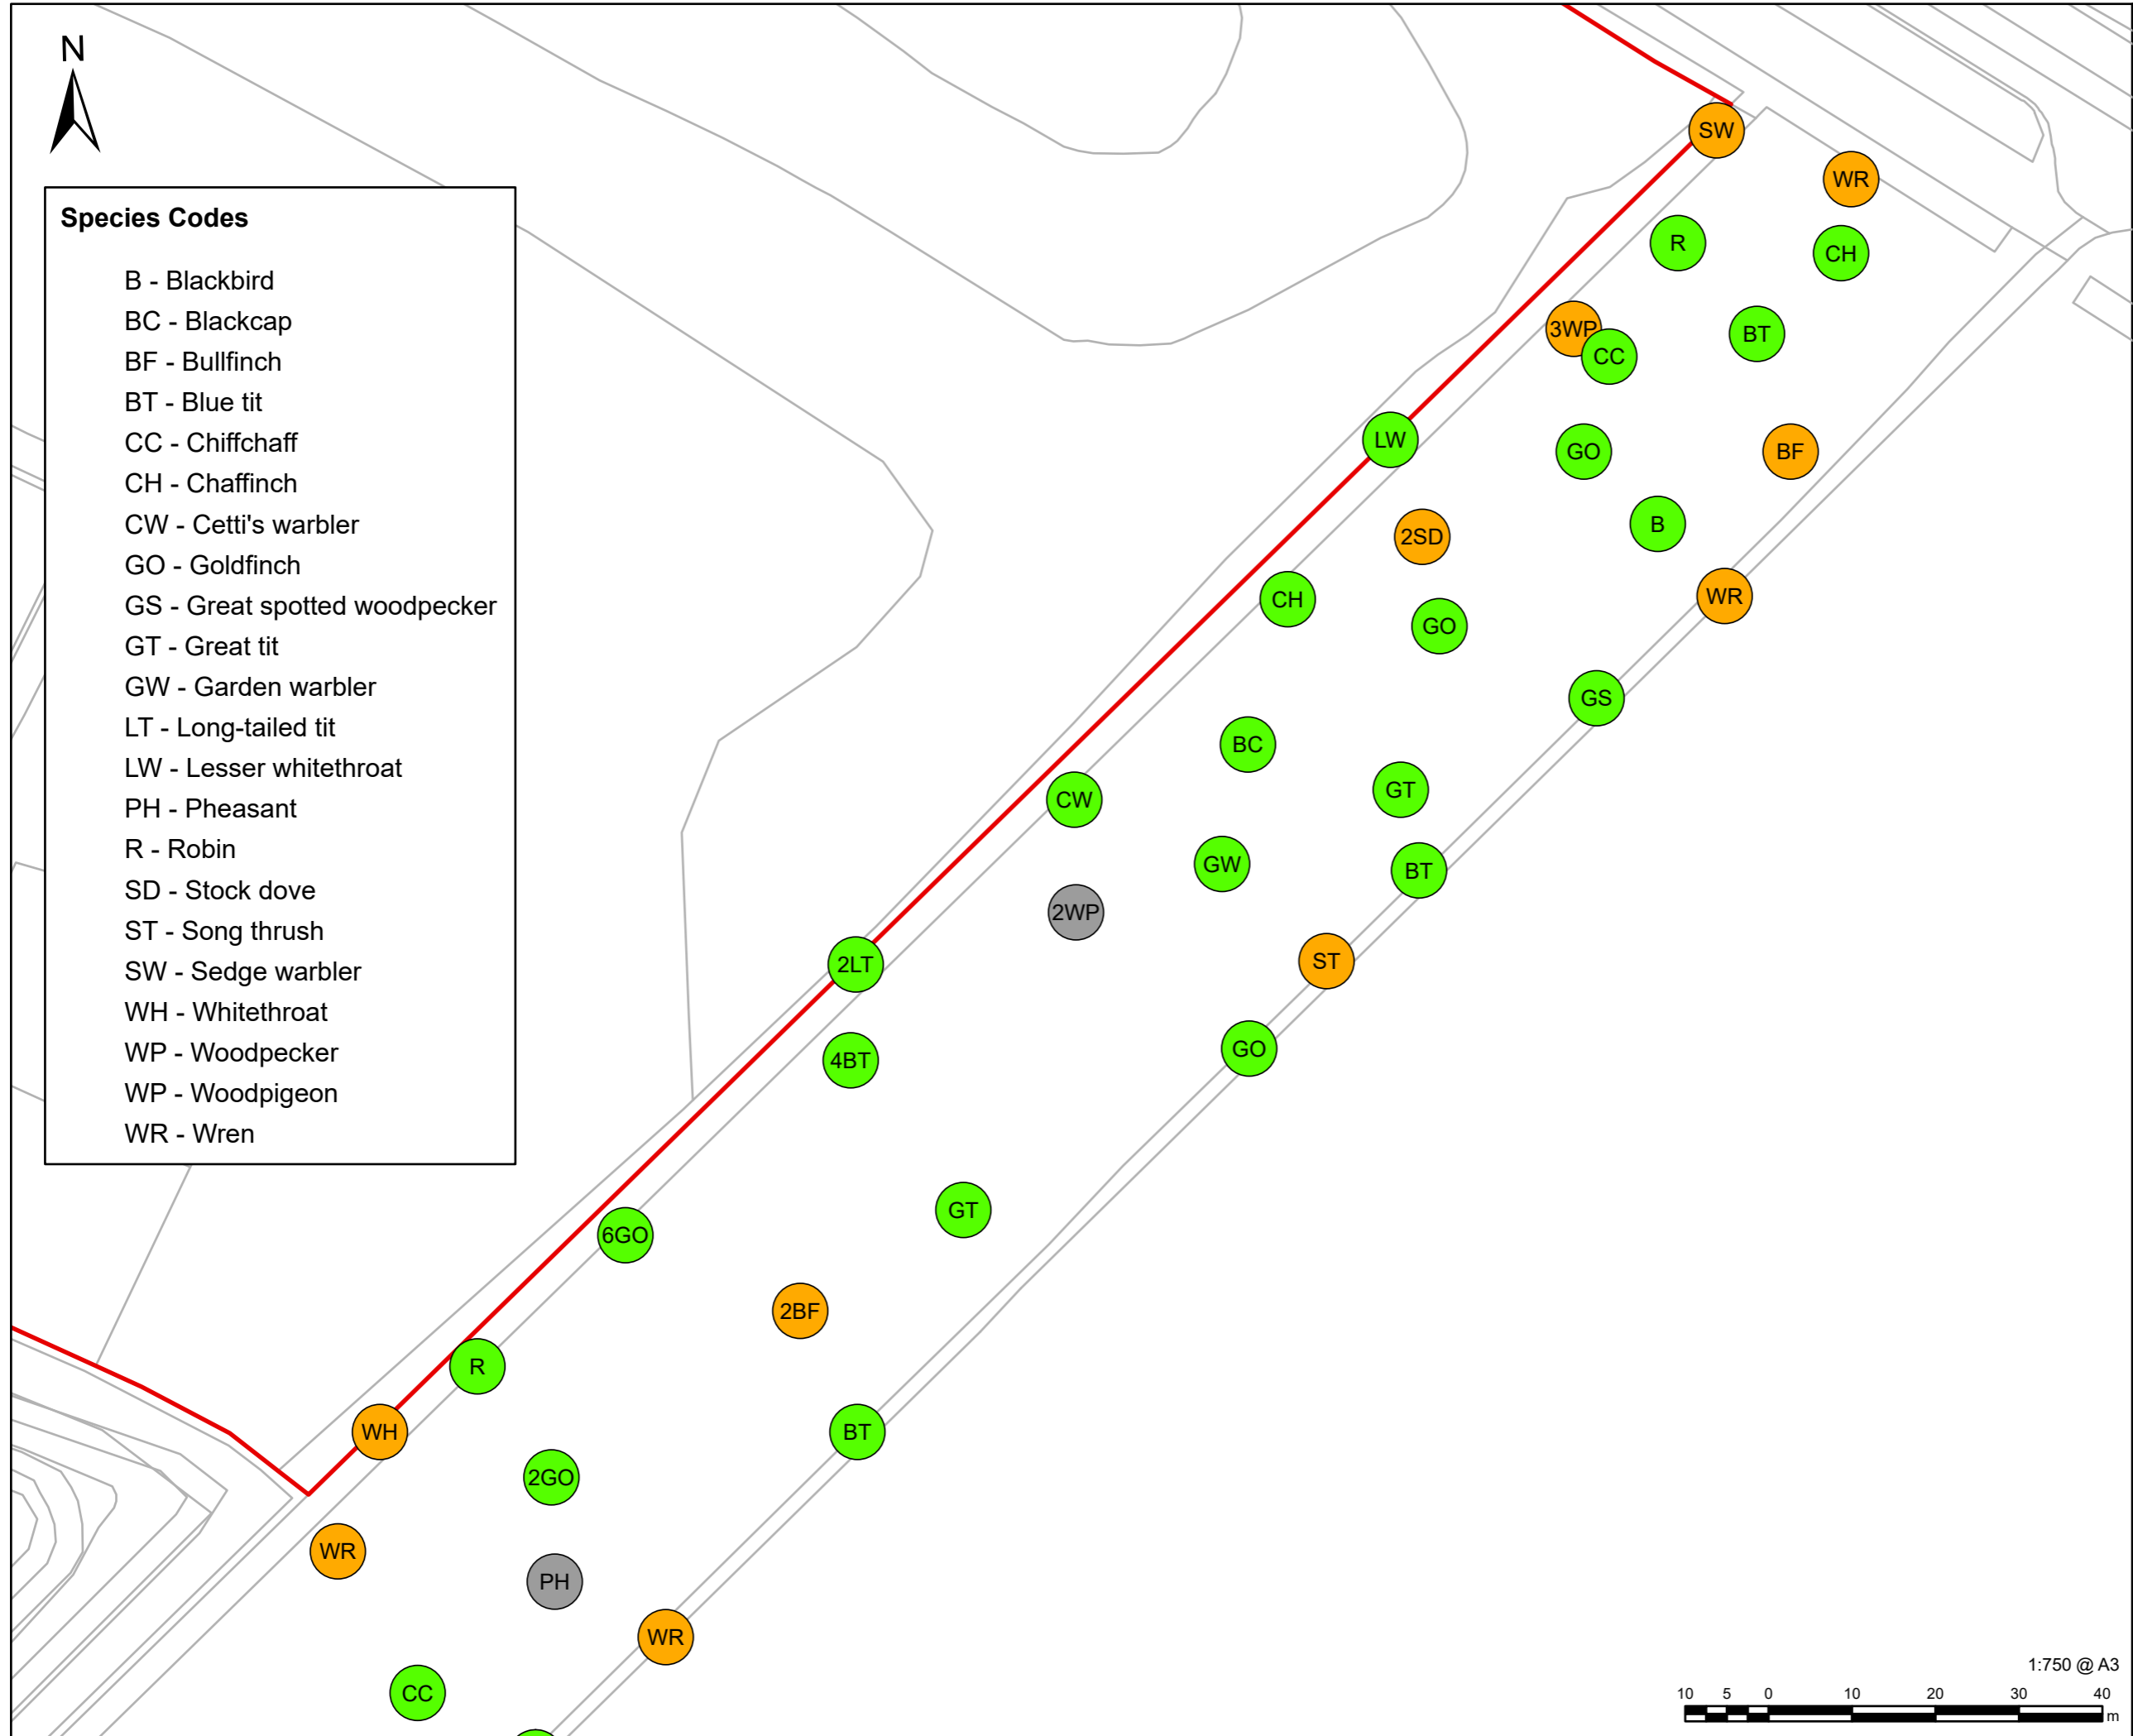 N
Species Codes
B - Blackbird
BC - Blackcap
BF - Bullfinch
BT - Blue tit
CC - Chiffchaff
CH - Chaffinch
CW - Cetti's warbler
GO - Goldfinch
GS - Great spotted woodpecker
GT - Great tit
GW - Garden warbler
LT - Long-tailed tit
LW - Lesser whitethroat
PH - Pheasant
R - Robin
SD - Stock dove
ST - Song thrush
SW - Sedge warbler
WH - Whitethroat
WP - Woodpecker
WP - Woodpigeon
WR - Wren
SW
WR
R
CH
3WP
BT
CC
LW
GO
BF
B
2SD
WR
CH
GO
GS
BC
GT
CW
GW
BT
2WP
ST
2LT
GO
4BT
GT
6GO
2BF
R
WH
BT
2GO
WR
PH
WR
CC
1:750 @ A3
10 5 0 10 20 30 40
m